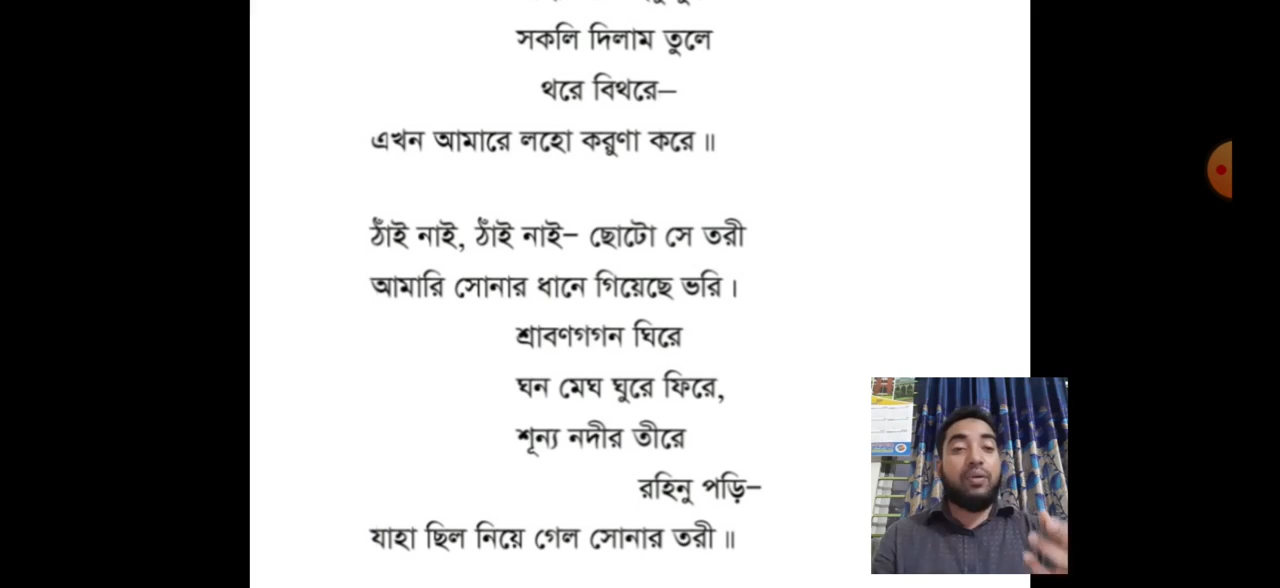 সকলি দিলাম তুলে
থরে বিথরে—
এখন আমারে লহো করুণা করে॥
ঠাঁই নাই, ঠাঁই নাই– ছোটো সে তরী
আমারি সোনার ধানে গিয়েছে ভরি।
শ্রাবণগগন ঘিরে
ঘন মেঘ ঘুরে ফিরে,
শূন্য নদীর তীরে
রহিনু পড়ি–
যাহা ছিল নিয়ে গেল সোনার তরী॥